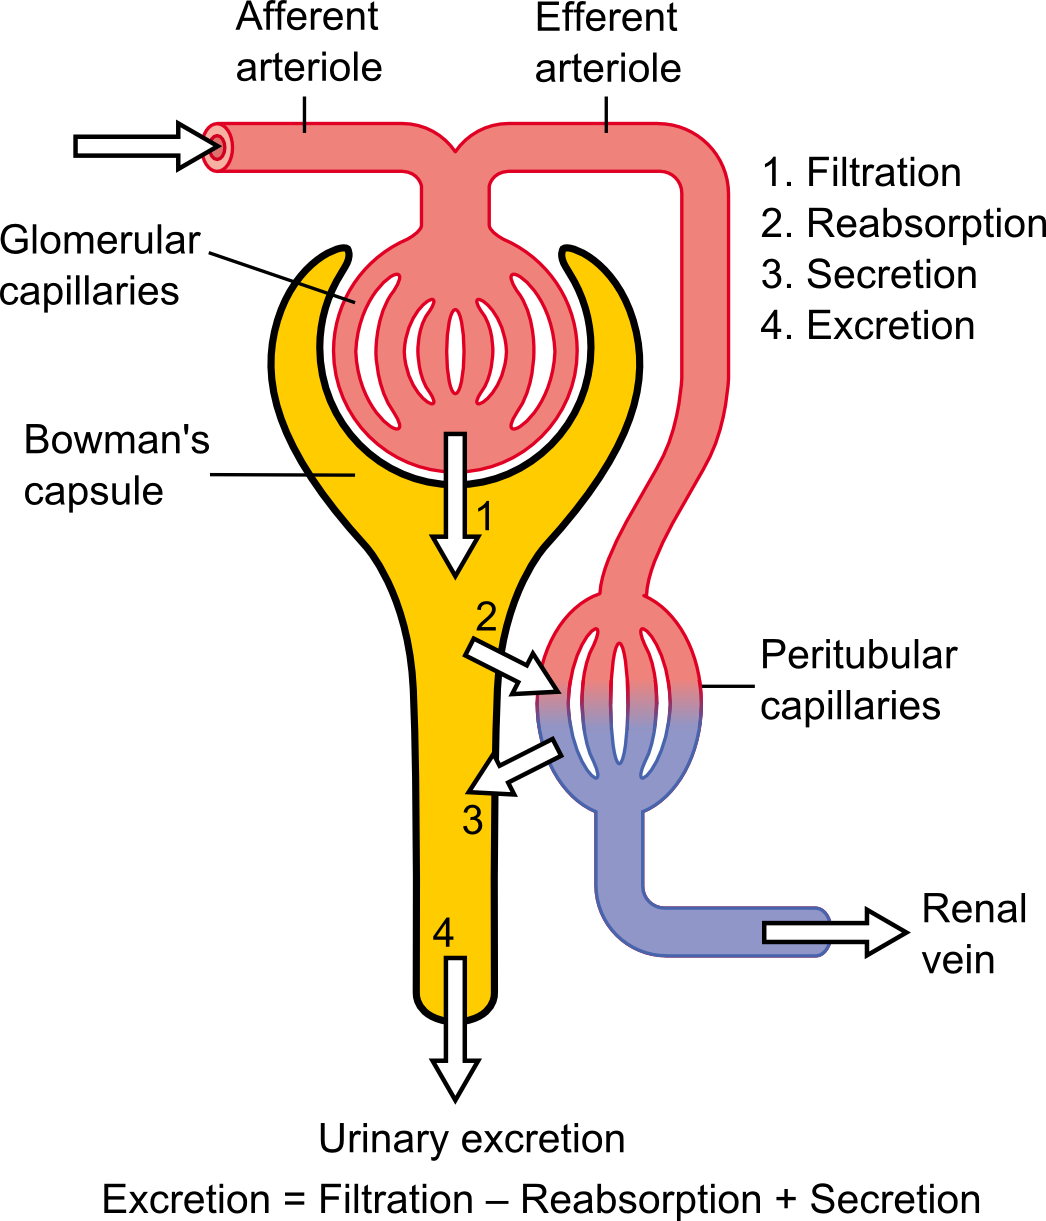 Afferent
arteriole
Efferent
arteriole
1. Filtration
2. Reabsorption
3. Secretion
4. Excretion
Glomerular
capillaries
Bowman's
capsule
1
2
Peritubular
capillaries
3
4
Renal
vein
Urinary excretion
Excretion = Filtration – Reabsorption + Secretion